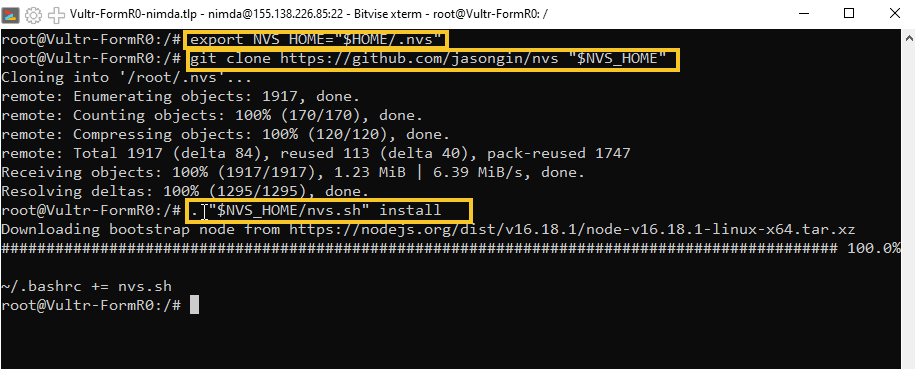 Vultr-FormR0-nimda.tlp - nimda@155.138.226.85:22 - Bitvise xterm - root@Vultr-FormR0: /
root@Vultr-FormR0:/# export NVS_HOME="$HOME/.nvs"
root@Vultr-FormR0:/# git clone https://github.com/jasongin/nvs "$NVS_HOME"
Cloning into '/root/.nvs'...
remote: Enumerating objects: 1917, done.
remote: Counting objects: 100% (170/170), done.
remote: Compressing objects: 100% (120/120), done.
remote: Total 1917 (delta 84), reused 113 (delta 40), pack-reused 1747
Receiving objects: 100% (1917/1917), 1.23 MiB | 6.39 MiB/s, done.
Resolving deltas: 100% (1295/1295), done.
root@Vultr-FormR0:/# . "$NVS_HOME/nvs.sh" install
Downloading bootstrap node from https://nodejs.org/dist/v16.18.1/node-v16.18.1-linux-x64.tar.xz
######################################################################################## 100.0%
~/.bashrc += nvs.sh
root@Vultr-FormR0:/#